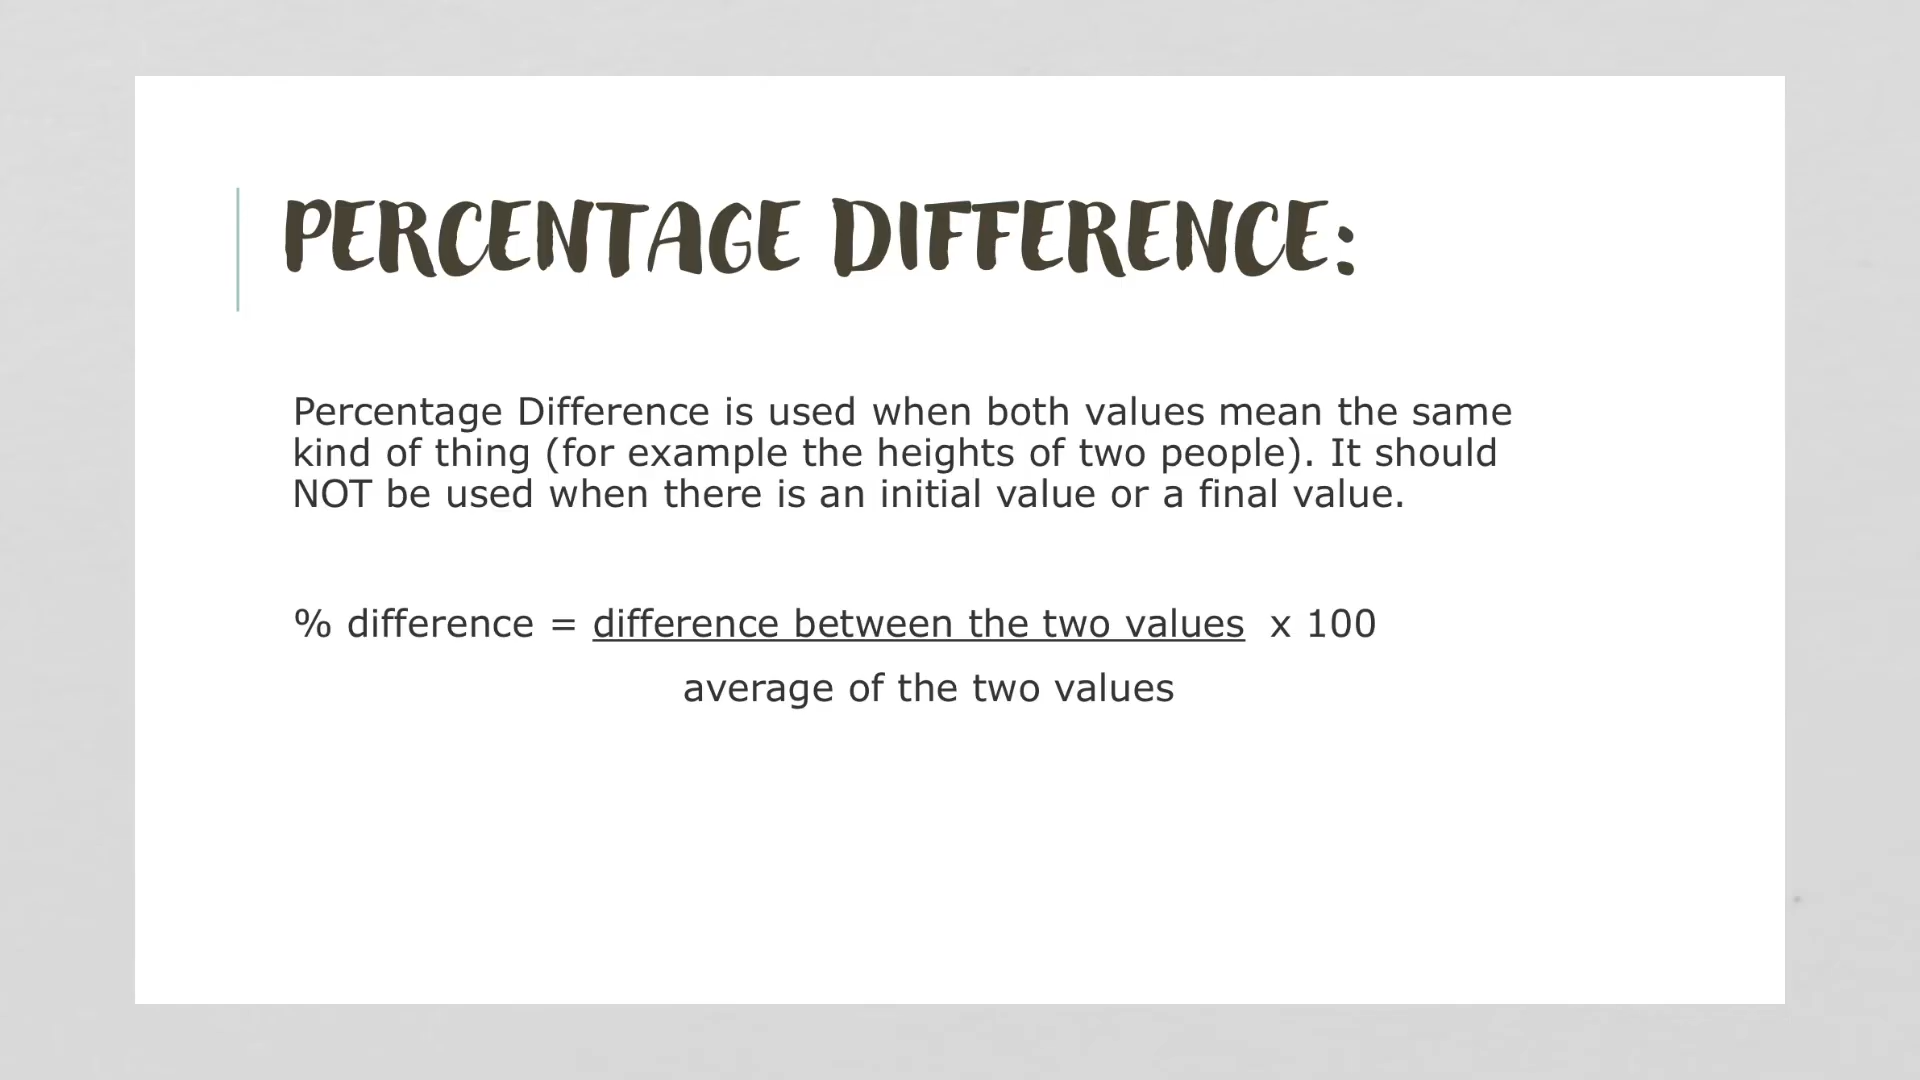 PERCENTAGE DIFFERENCE:
Percentage Difference is used when both values mean the same
kind of thing (for example the heights of two people). It should
NOT be used when there is an initial value or a final value.
% difference = difference between the two values x 100
average of the two values